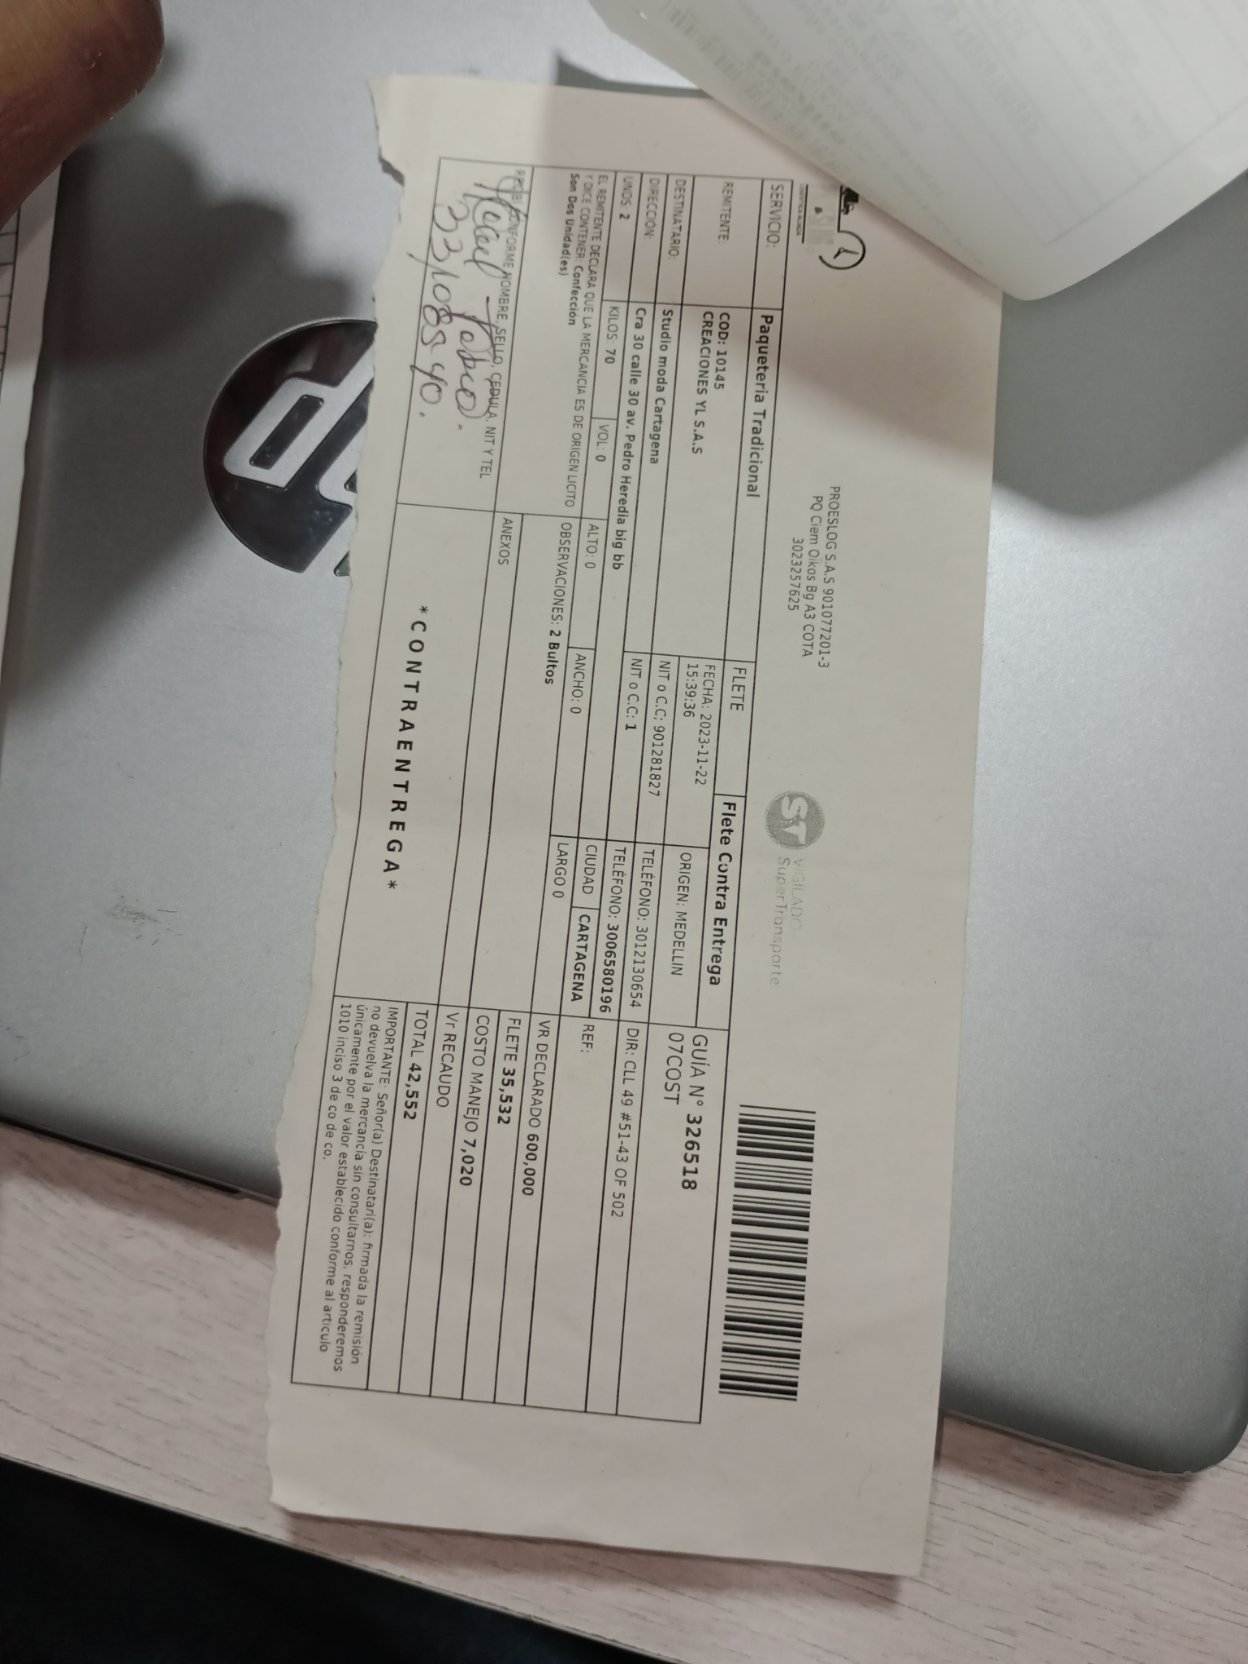 PROESLOG S.A.S 901077201-3
PQ Ciem Oikos Bg A3 COTA
3023257625
VIGILADO
SuperTransporte
SERVICIO: Paqueteria Tradicional FLETE Flete Contra Entrega
GUÍA N° 326518
07COST
REMITENTE: COD: 10145
CREACIONES YL S.A.S
FECHA: 2023-11-22
15:39:36
ORIGEN: MEDELLIN
DESTINATARIO: Studio moda Cartagena NIT o C.C: 901281827 TELÉFONO: 3012130654 DIR: CLL 49 #51-43 OF 502
DIRECCION: Cra 30 calle 30 av. Pedro Heredia big bb NIT o C.C: 1 TELÉFONO: 3006580196 REF:
UNDS: 2 KILOS: 70 VOL: 0 ALTO: 0 ANCHO: 0 CIUDAD CARTAGENA
LARGO 0
EL REMITENTE DECLARA QUE LA MERCANCIA ES DE ORIGEN LICITO
Y DICE CONTENER: Confección
Son Dos Unidad(es)
OBSERVACIONES: 2 Bultos
VR DECLARADO 600,000
FLETE 35,532
COSTO MANEJO 7,020
Vr RECAUDO
TOTAL 42,552
CONFORME NOMBRE, SELLO, CEDULA. NIT Y TEL
ANEXOS
*CONTRAENTREGA*
IMPORTANTE: Señor(a) Destinatari(a): firmada la remisión
no devuelva la mercancía sin consultarnos, responderemos
únicamente por el valor establecido conforme al articulo
1010 inciso 3 de co de co.